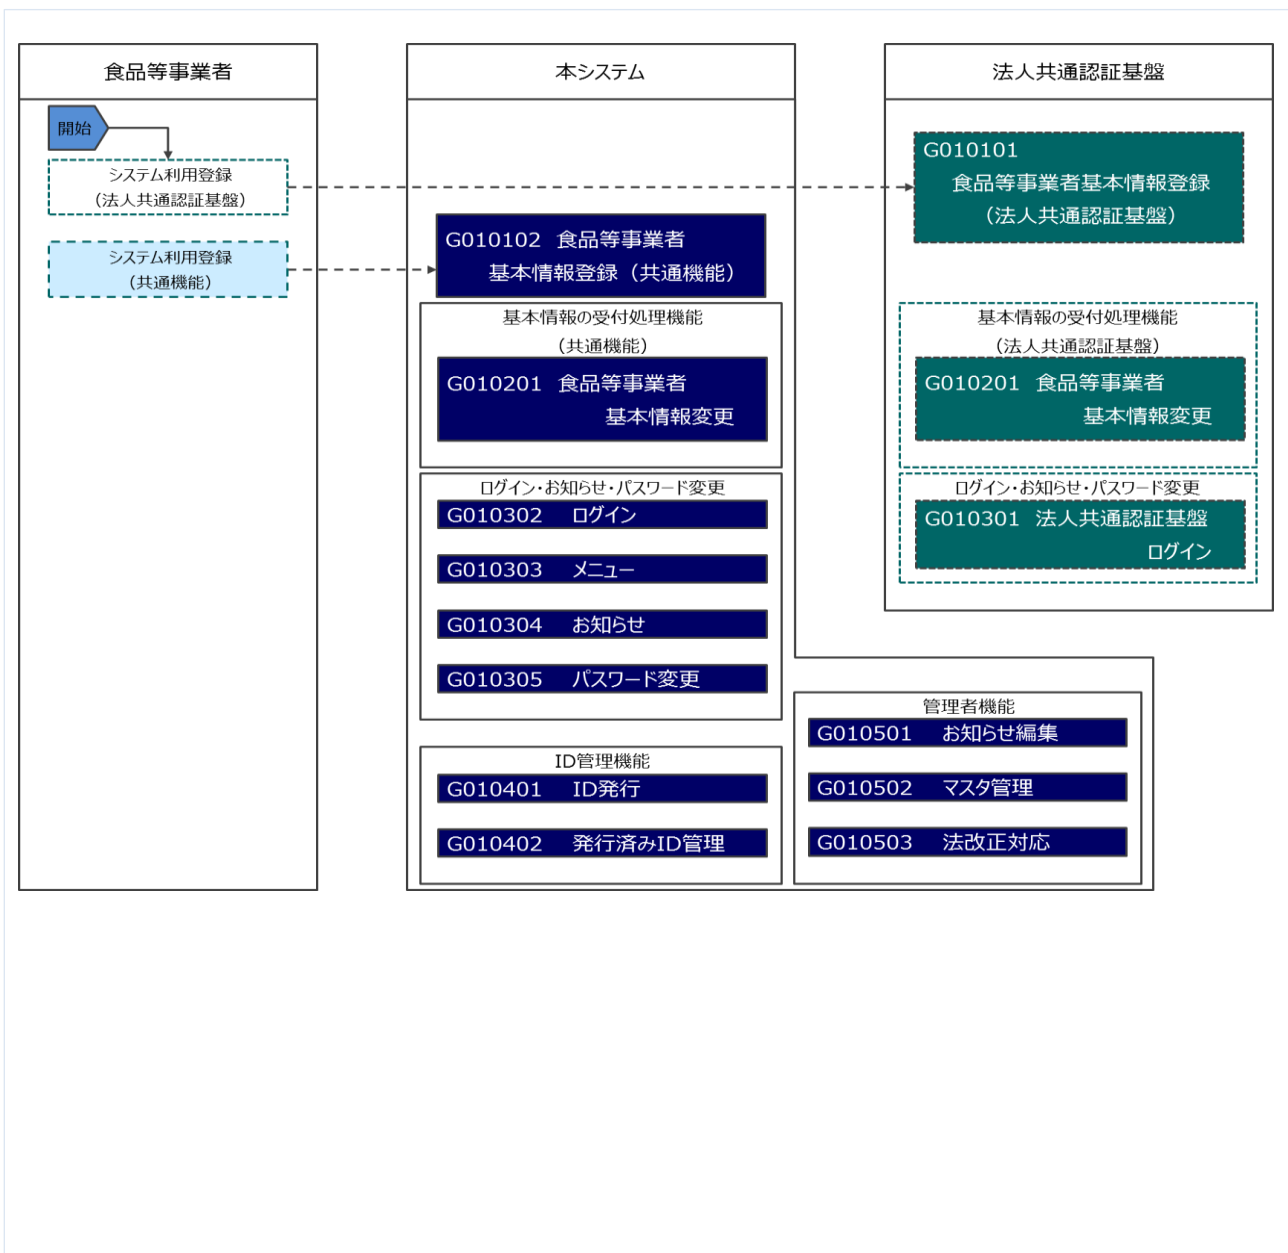 食品等事業者
開始
システム利用登録
（法人共通認証基盤）
システム利用登録
（共通機能）
本システム
G010102 食品等事業者
基本情報登録（共通機能）
基本情報の受付処理機能
（共通機能）
G010201 食品等事業者
基本情報変更
ログイン・お知らせ・パスワード変更
G010302 ログイン
G010303 メニュー
G010304 お知らせ
G010305 パスワード変更
ID管理機能
G010401 ID発行
G010402 発行済みID管理
管理者機能
G010501 お知らせ編集
G010502 マスタ管理
G010503 法改正対応
法人共通認証基盤
G010101
食品等事業者基本情報登録
（法人共通認証基盤）
基本情報の受付処理機能
（法人共通認証基盤）
G010201 食品等事業者
基本情報変更
ログイン・お知らせ・パスワード変更
G010301 法人共通認証基盤
ログイン